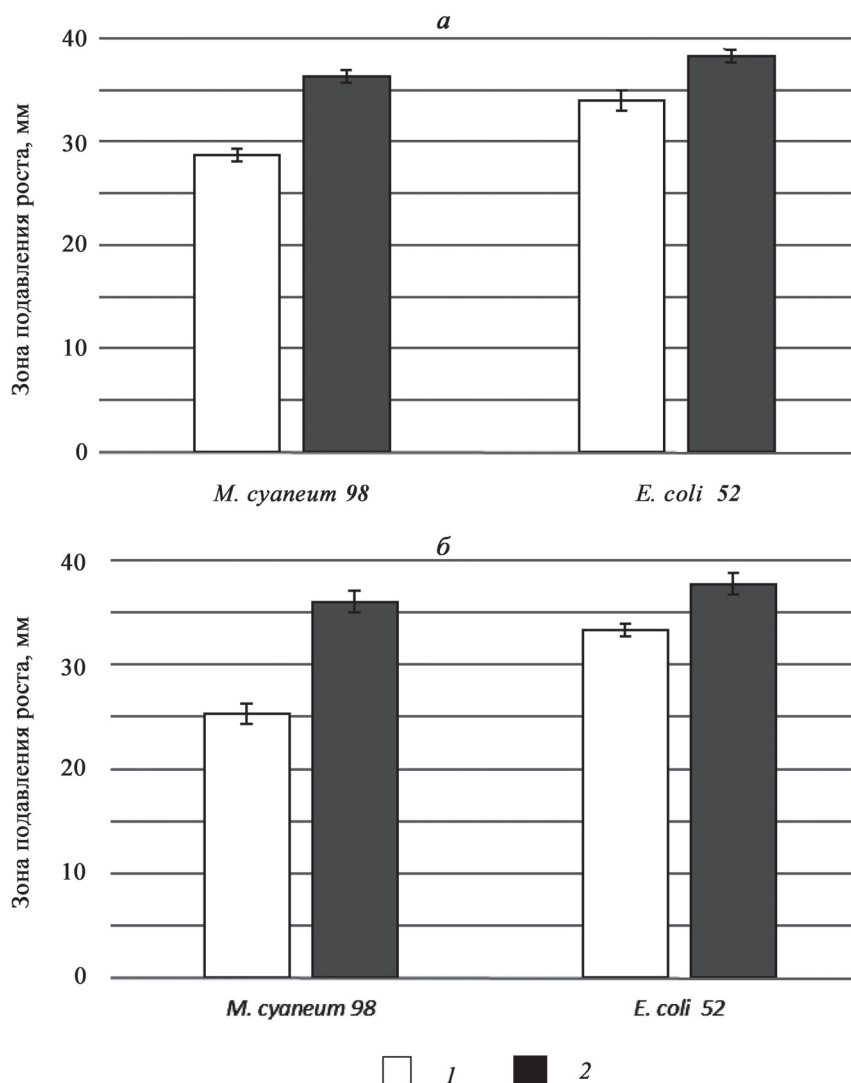 а
Зона подавления роста, мм
40
30
20
10
0
M. cyaneum 98
E. coli 52
б
Зона подавления роста, мм
40
30
20
10
0
M. cyaneum 98
E. coli 52
1
2